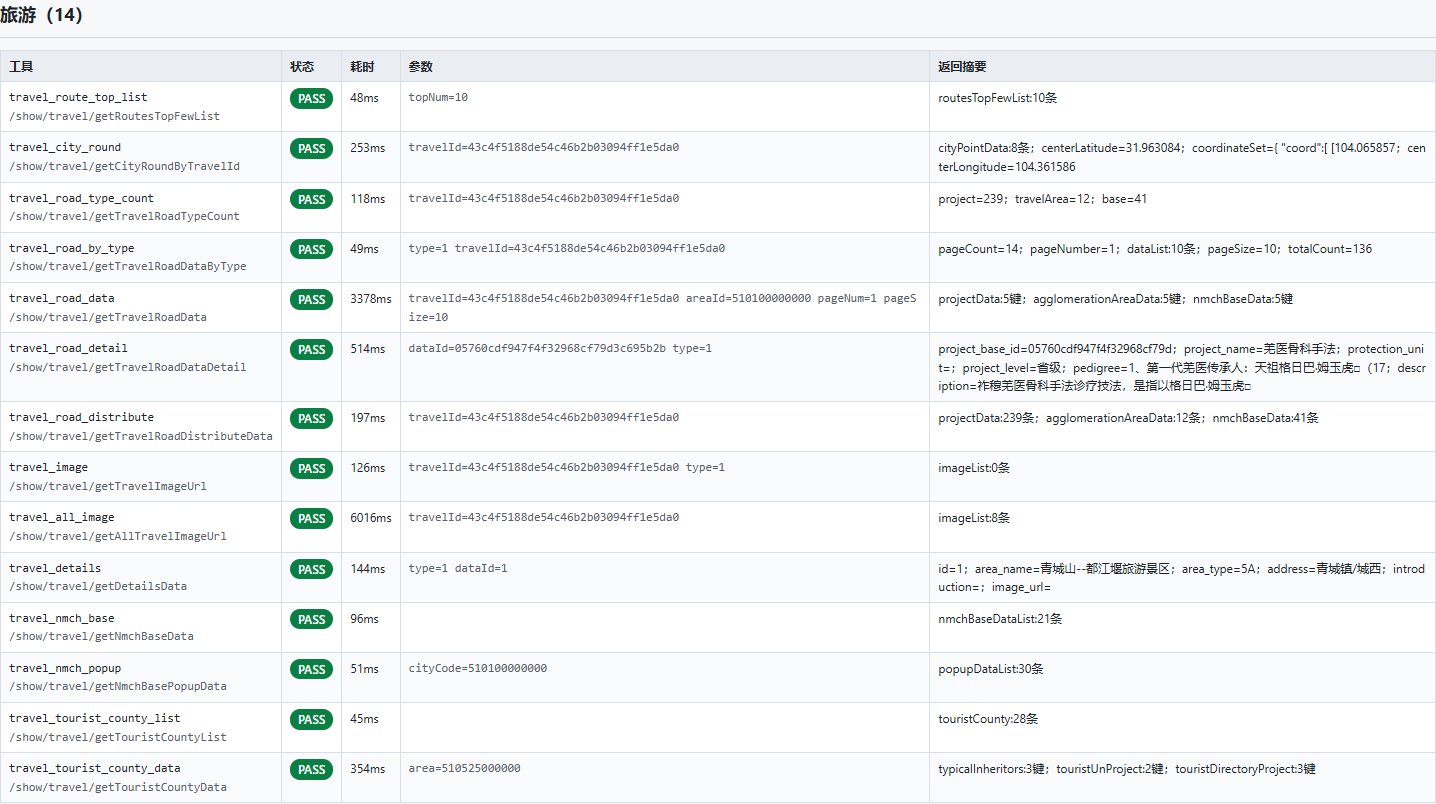 旅游（14）
工具 状态 耗时 参数 返回摘要
travel_route_top_list PASS 48ms topNum=10 routesTopFewList:10条
/show/travel/getRoutesTopFewList
travel_city_round PASS 253ms travelId=43c4f5188de54c46b2b03094ff1e5da0 cityPointData:8条；centerLatitude=31.963084；coordinateSet={ "coord":[ [104.065857；cen
/show/travel/getCityRoundByTravelId terLongitude=104.361586
travel_road_type_count PASS 118ms travelId=43c4f5188de54c46b2b03094ff1e5da0 project=239；travelArea=12；base=41
/show/travel/getTravelRoadTypeCount
travel_road_by_type PASS 49ms type=1 travelId=43c4f5188de54c46b2b03094ff1e5da0 pageCount=14；pageNumber=1；dataList:10条；pageSize=10；totalCount=136
/show/travel/getTravelRoadDataByType
travel_road_data PASS 3378ms travelId=43c4f5188de54c46b2b03094ff1e5da0 areaId=510100000000 pageNum=1 pageS projectData:5键；agglomerationAreaData:5键；nmchBaseData:5键
/show/travel/getTravelRoadData ize=10
travel_road_detail PASS 514ms dataId=05760cdf947f4f32968cf79d3c695b2b type=1 project_base_id=05760cdf947f4f32968cf79d；project_name=羌医骨科手法；protection_uni
/show/travel/getTravelRoadDataDetail t=；project_level=省级；pedigree=1、第一代羌医传承人：天祖格日巴·姆玉虎□（17；descr
iption=祚穆羌医骨科手法诊疗技法，是指以格日巴·姆玉虎□
travel_road_distribute PASS 197ms travelId=43c4f5188de54c46b2b03094ff1e5da0 projectData:239条；agglomerationAreaData:12条；nmchBaseData:41条
/show/travel/getTravelRoadDistributeData
travel_image PASS 126ms travelId=43c4f5188de54c46b2b03094ff1e5da0 type=1 imageList:0条
/show/travel/getTravelImageUrl
travel_all_image PASS 6016ms travelId=43c4f5188de54c46b2b03094ff1e5da0 imageList:8条
/show/travel/getAllTravelImageUrl
travel_details PASS 144ms type=1 dataId=1 id=1；area_name=青城山--都江堰旅游景区；area_type=5A；address=青城镇/城西；introd
/show/travel/getDetailsData uction=；image_url=
travel_nmch_base PASS 96ms nmchBaseDataList:21条
/show/travel/getNmchBaseData
travel_nmch_popup PASS 51ms cityCode=510100000000 popupDataList:30条
/show/travel/getNmchBasePopupData
travel_tourist_county_list PASS 45ms touristCounty:28条
/show/travel/getTouristCountyList
travel_tourist_county_data PASS 354ms area=510525000000 typicalInheritors:3键；touristUnProject:2键；touristDirectoryProject:3键
/show/travel/getTouristCountyData